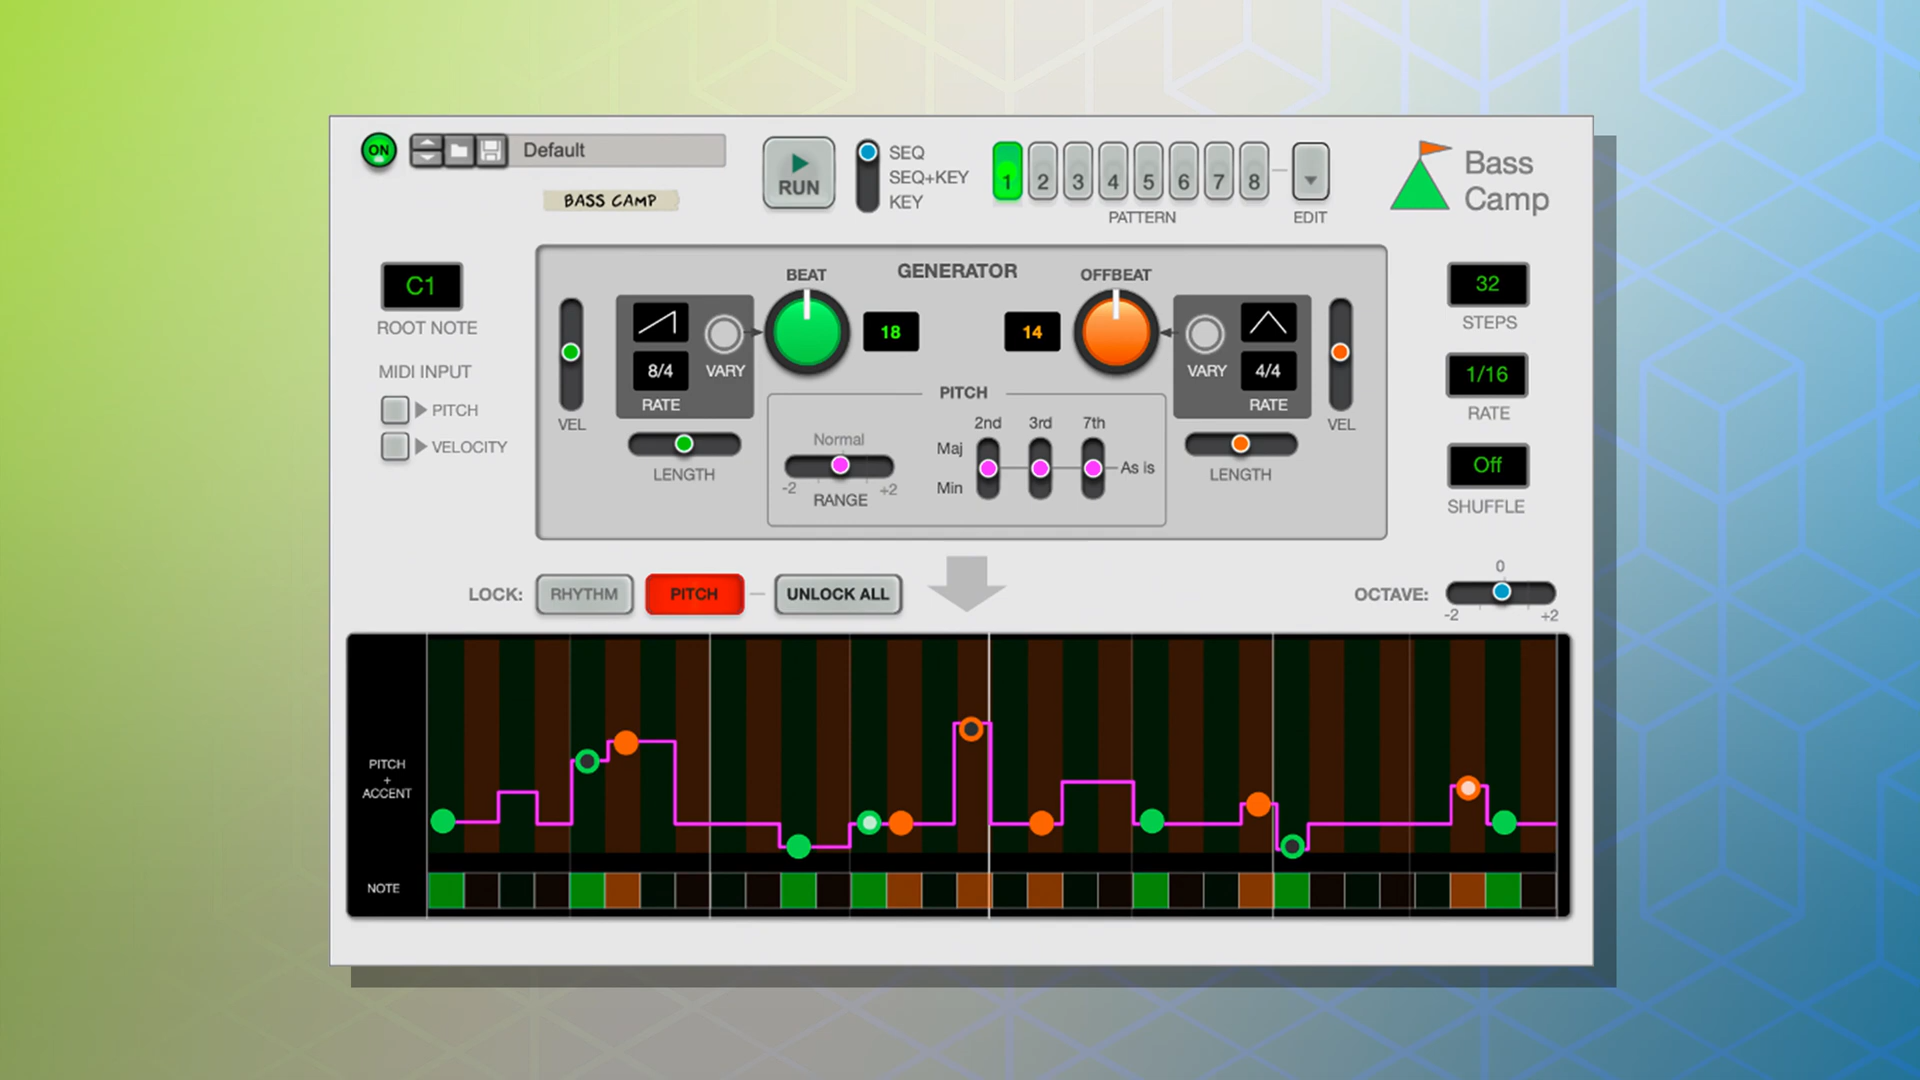 ON
Default
BASS CAMP
RUN
SEQ
SEQ+KEY
KEY
1 2 3 4 5 6 7 8
PATTERN
EDIT
Bass
Camp
C1
ROOT NOTE
MIDI INPUT
PITCH
VELOCITY
GENERATOR
BEAT
OFFBEAT
18
14
VEL
8/4
RATE
VARY
LENGTH
VARY
4/4
RATE
LENGTH
VEL
PITCH
Normal
-2
+2
RANGE
2nd 3rd 7th
Maj
Min
As is
32
STEPS
1/16
RATE
Off
SHUFFLE
LOCK:
RHYTHM
PITCH
UNLOCK ALL
OCTAVE:
0
-2
+2
PITCH
+
ACCENT
NOTE